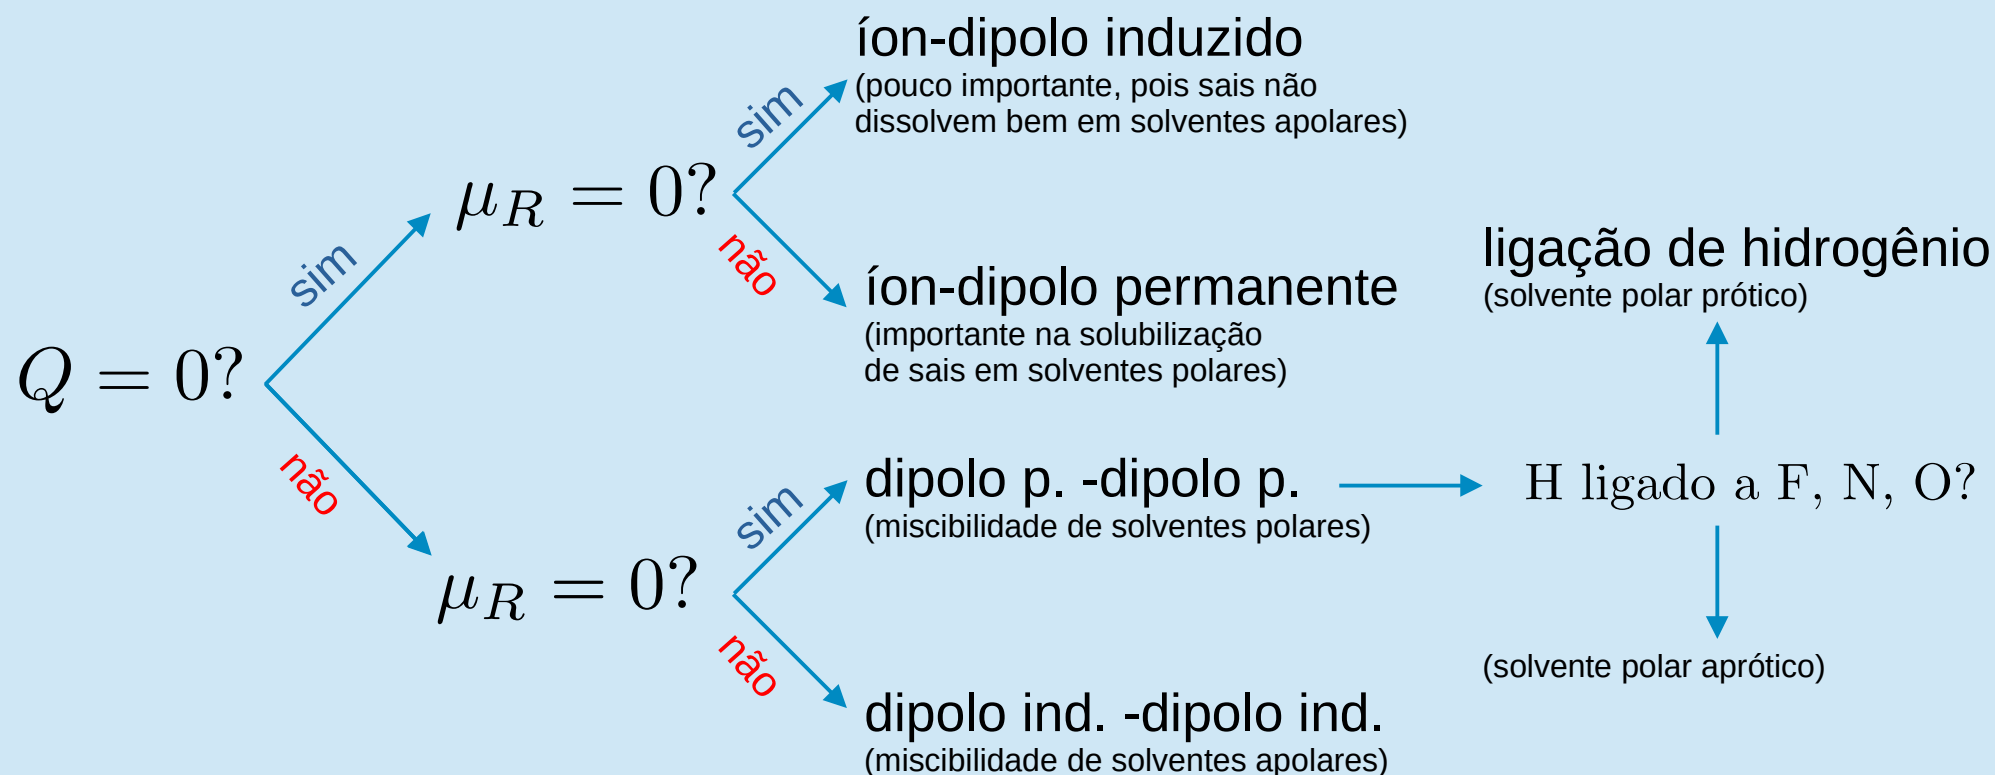 íon-dipolo induzido
(pouco importante, pois sais não
dissolvem bem em solventes apolares)
sim
μ_R = 0?
não
sim
íon-dipolo permanente
(importante na solubilização
de sais em solventes polares)
ligação de hidrogênio
(solvente polar prótico)
Q = 0?
não
sim
dipolo p. -dipolo p.
(miscibilidade de solventes polares)
H ligado a F, N, O?
μ_R = 0?
não
(solvente polar aprótico)
dipolo ind. -dipolo ind.
(miscibilidade de solventes apolares)